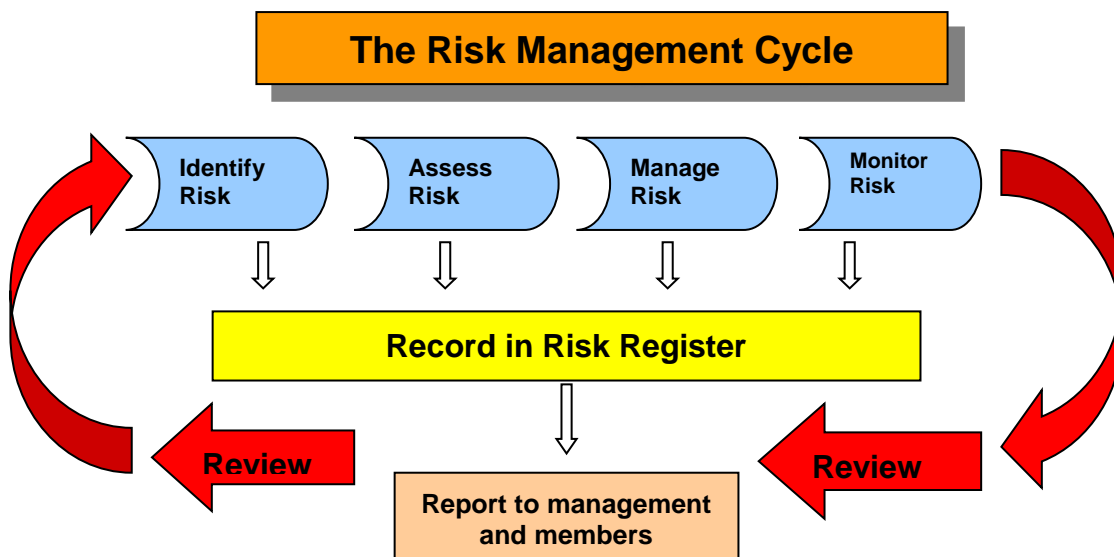 The Risk Management Cycle
Identify
Risk
Assess
Risk
Manage
Risk
Monitor
Risk
Record in Risk Register
Review
Review
Report to management
and members